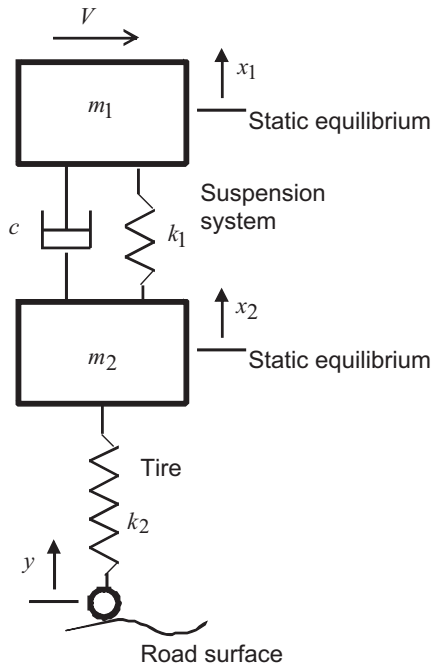 V
x1
m1
Static equilibrium
Suspension
system
c
k1
x2
m2
Static equilibrium
Tire
k2
y
Road surface